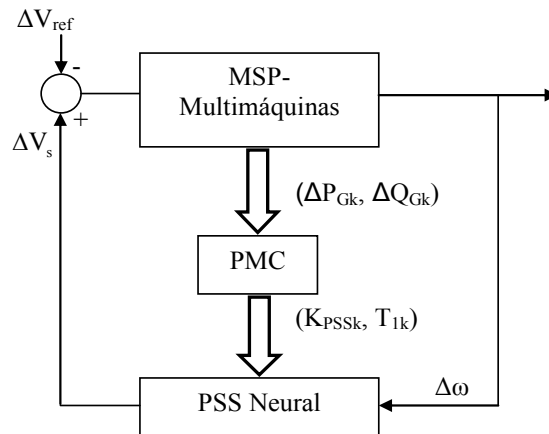 ΔV_ref
-
MSP-
Multimáquinas
+
ΔV_s
(ΔP_Gk, ΔQ_Gk)
PMC
(K_PSSk, T_1k)
Δω
PSS Neural